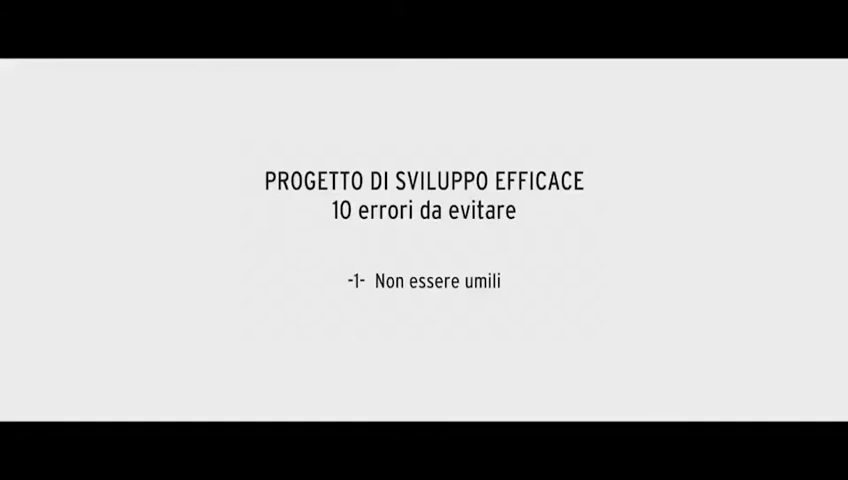 PROGETTO DI SVILUPPO EFFICACE
10 errori da evitare
-1- Non essere umili